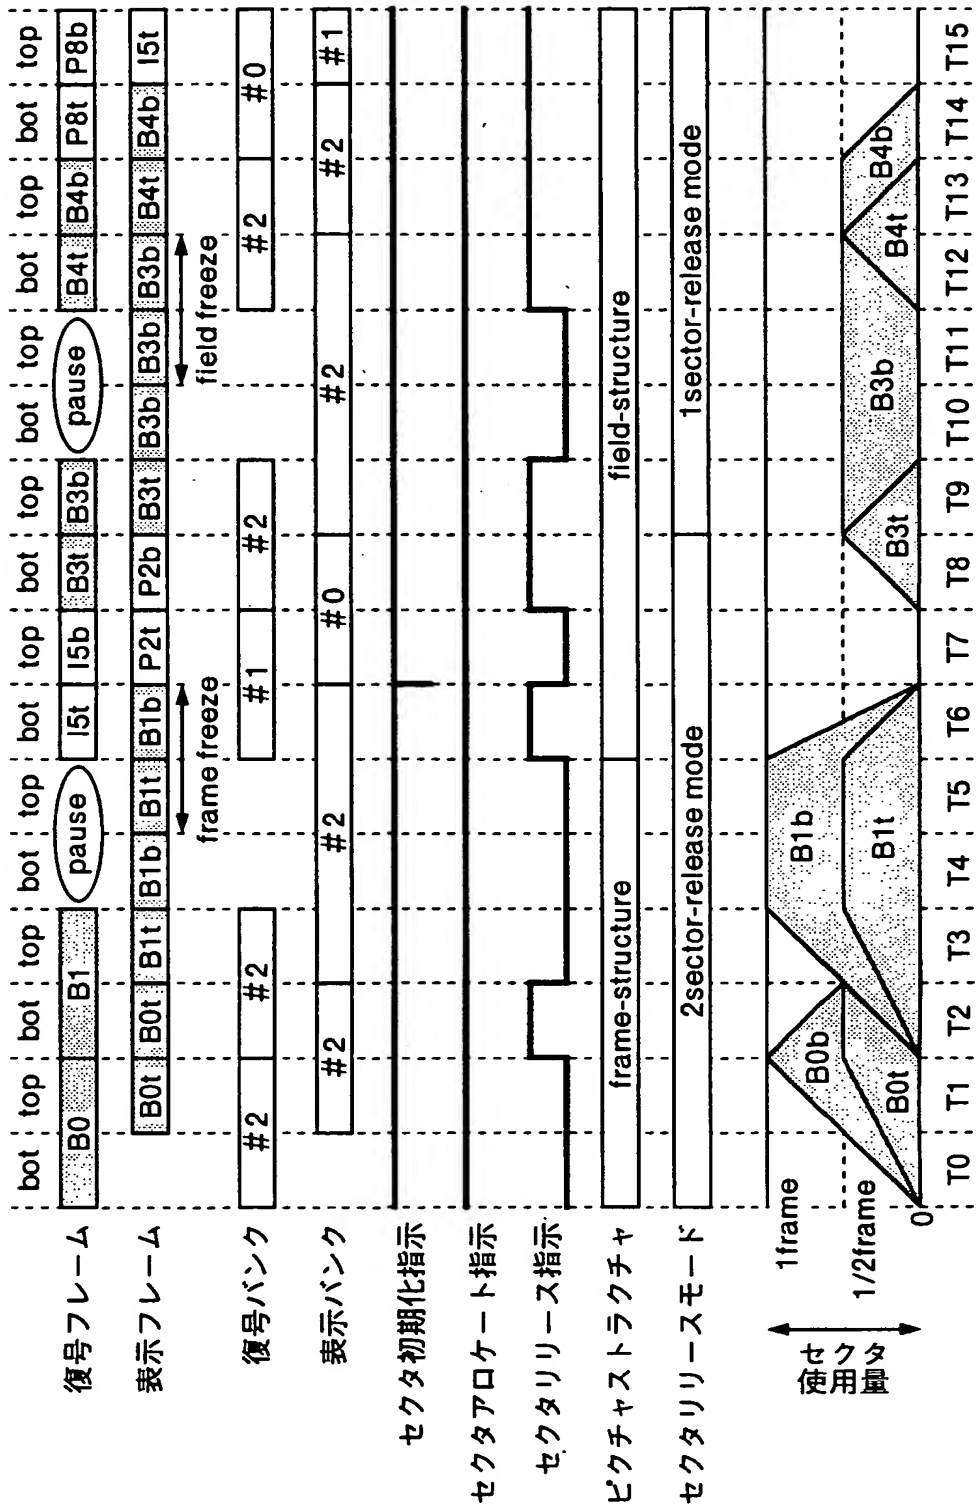 bot top bot top bot top bot top bot top bot top bot top bot top
復号フレーム B0 B1 pause I5t I5b B3t B3b pause B4t B4b P8t P8b
表示フレーム B0t B0t B1t B1b B1t B1b P2t P2b B3t B3b B3b B3b B4t B4b I5t
frame freeze field freeze
復号バンク #2 #2 #1 #2 #2 #0
表示バンク #2 #2 #0 #2 #2 #1
セクタ初期化指示
セクタアロケート指示
セクタリリース指示
ピクチャストラクチャ frame-structure field-structure
セクタリリースモード 2sector-release mode 1sector-release mode
セクタ
使用量
1frame
1/2frame
0
B0b B0t B1b B1t B3t B3b B4t B4b
T0 T1 T2 T3 T4 T5 T6 T7 T8 T9 T10 T11 T12 T13 T14 T15